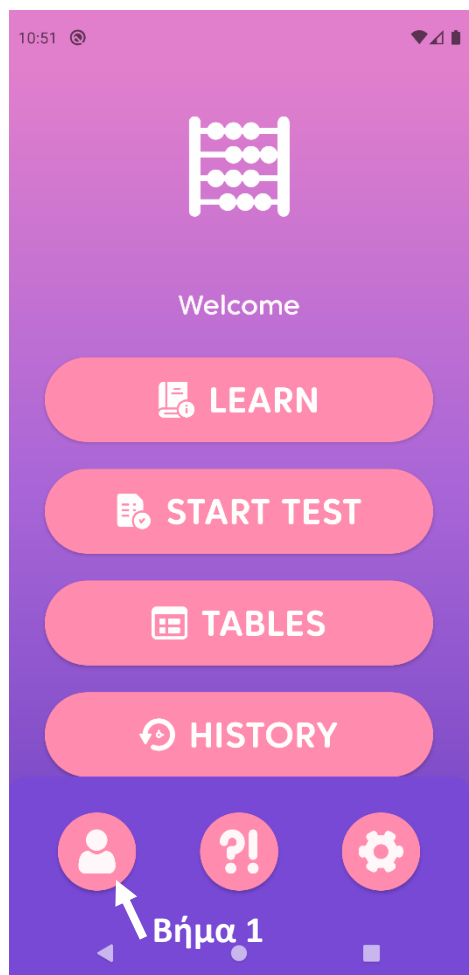 10:51
Welcome
LEARN
START TEST
TABLES
HISTORY
?!
Βήμα 1